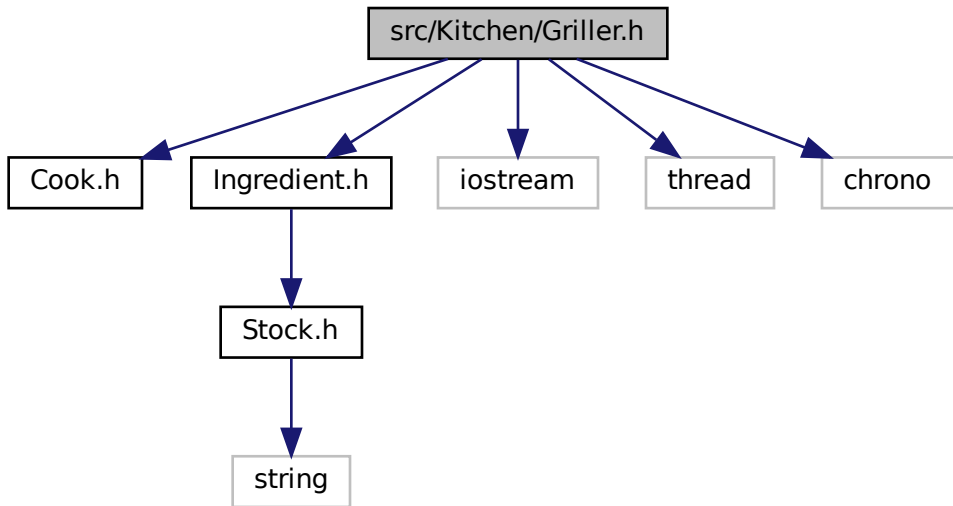 src/Kitchen/Griller.h
Cook.h
Ingredient.h
iostream
thread
chrono
Stock.h
string